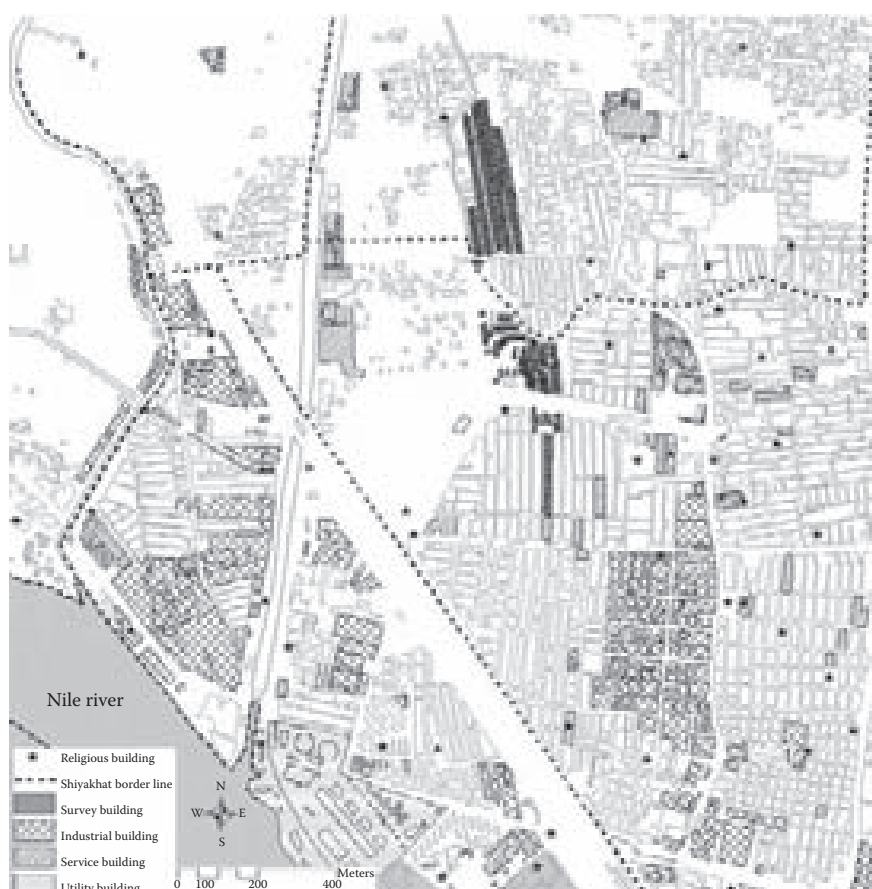 Nile river
Religious building
Shiyakhat border line
Survey building
Industrial building
Service building
Utility building
N
W E
S
Meters
0 100 200 400